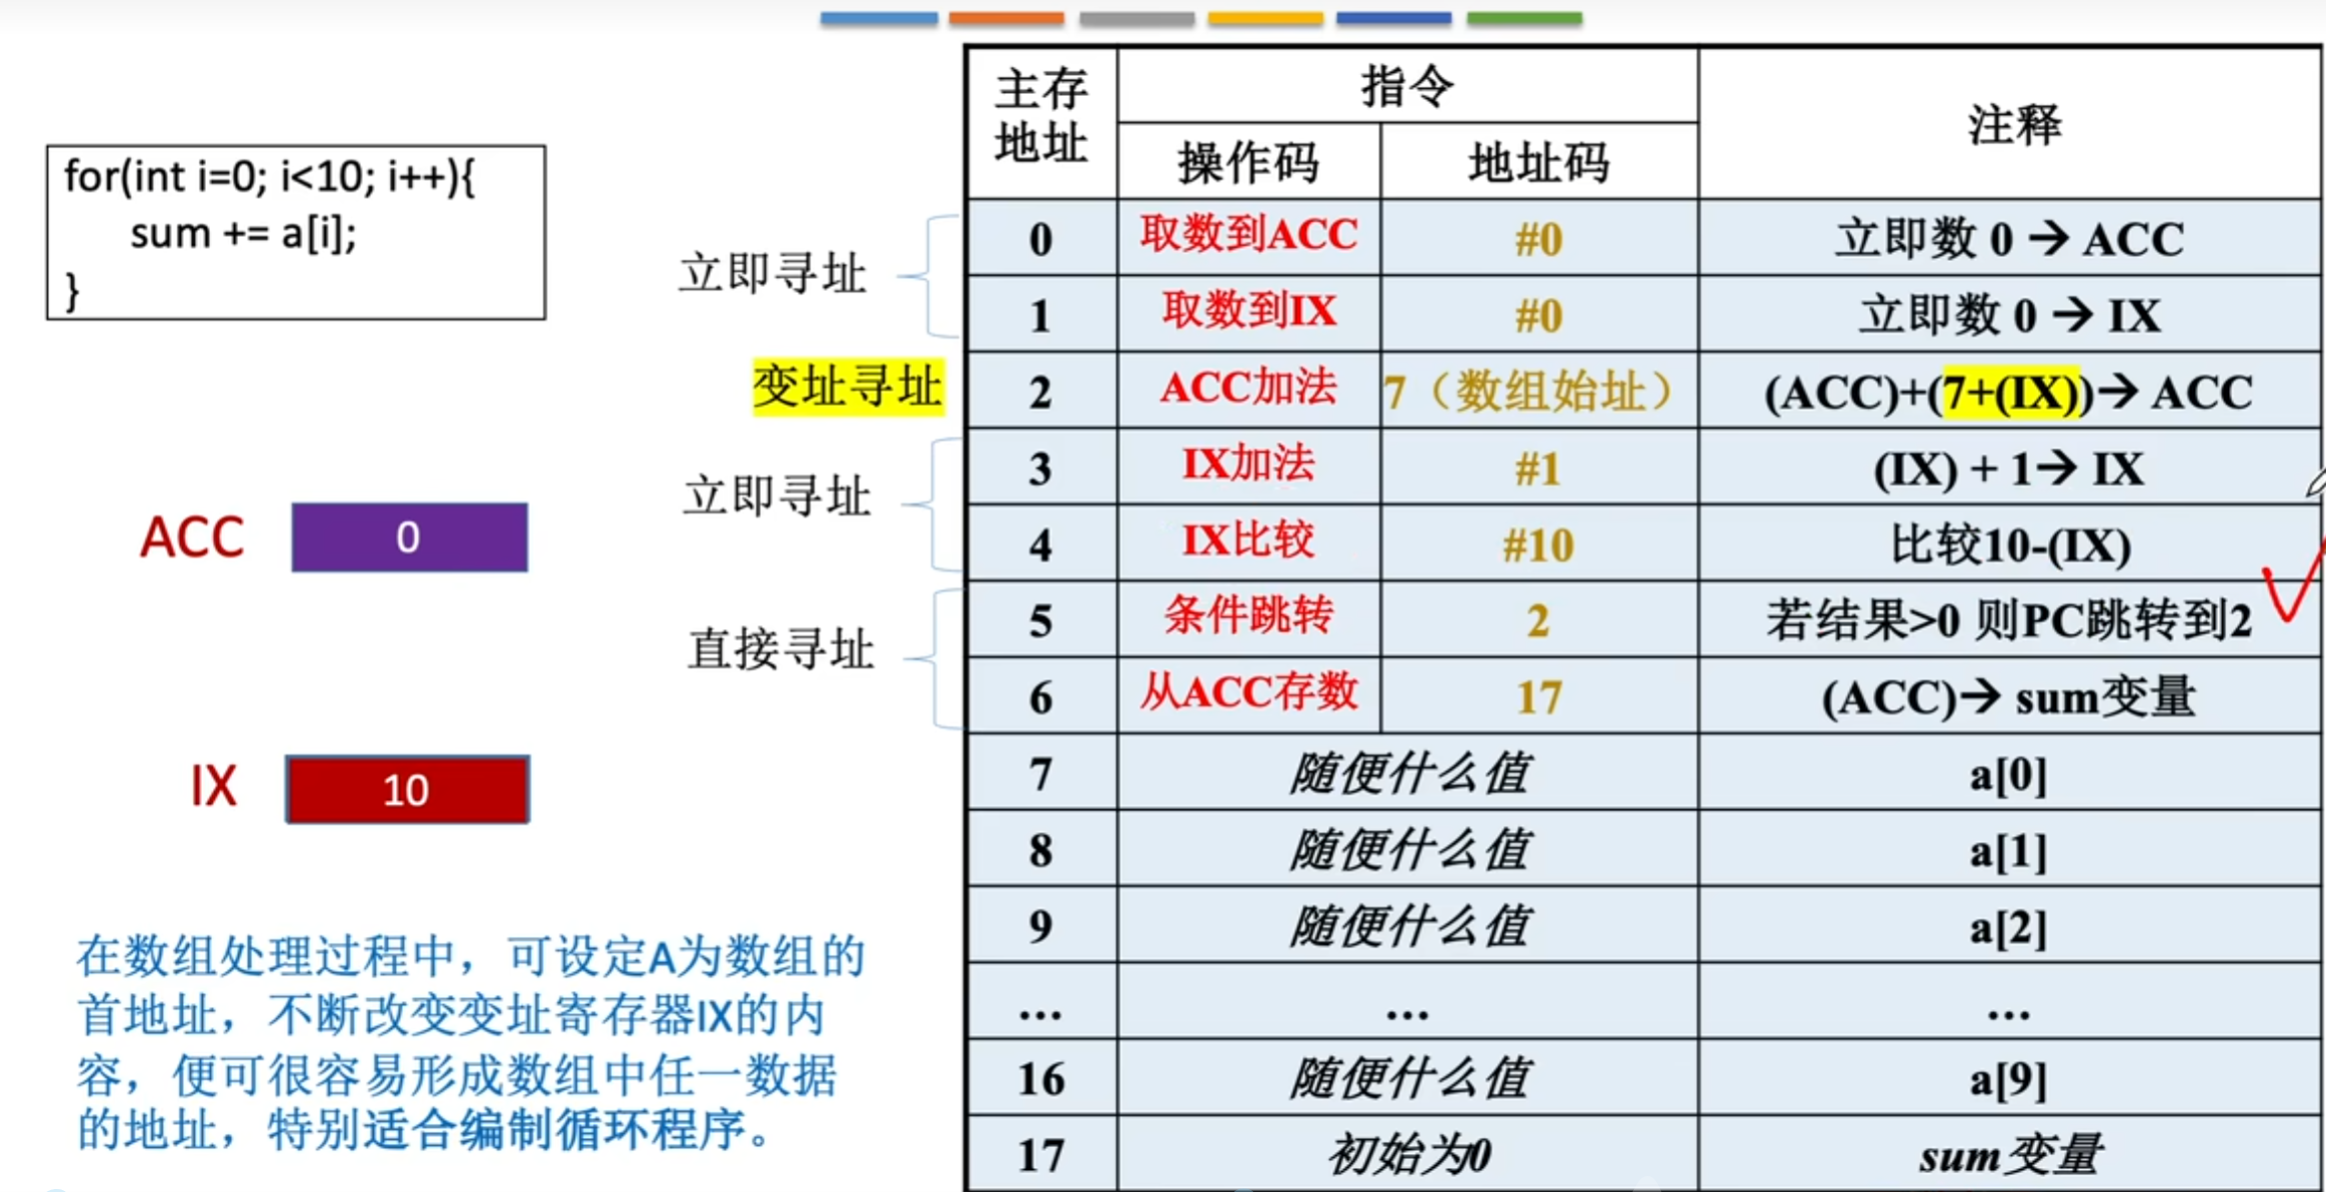 for(int i=0; i<10; i++){
sum += a[i];
}
ACC
0
IX
10
在数组处理过程中，可设定A为数组的
首地址，不断改变变址寄存器IX的内
容，便可很容易形成数组中任一数据
的地址，特别适合编制循环程序。
立即寻址
变址寻址
立即寻址
直接寻址
主存
地址
指令
注释
操作码 地址码
0 取数到ACC #0 立即数 0 → ACC
1 取数到IX #0 立即数 0 → IX
2 ACC加法 7（数组始址） (ACC)+(7+(IX))→ ACC
3 IX加法 #1 (IX) + 1→ IX
4 IX比较 #10 比较10-(IX)
5 条件跳转 2 若结果>0 则PC跳转到2
6 从ACC存数 17 (ACC)→ sum变量
7 随便什么值 a[0]
8 随便什么值 a[1]
9 随便什么值 a[2]
... ... ...
16 随便什么值 a[9]
17 初始为0 sum变量